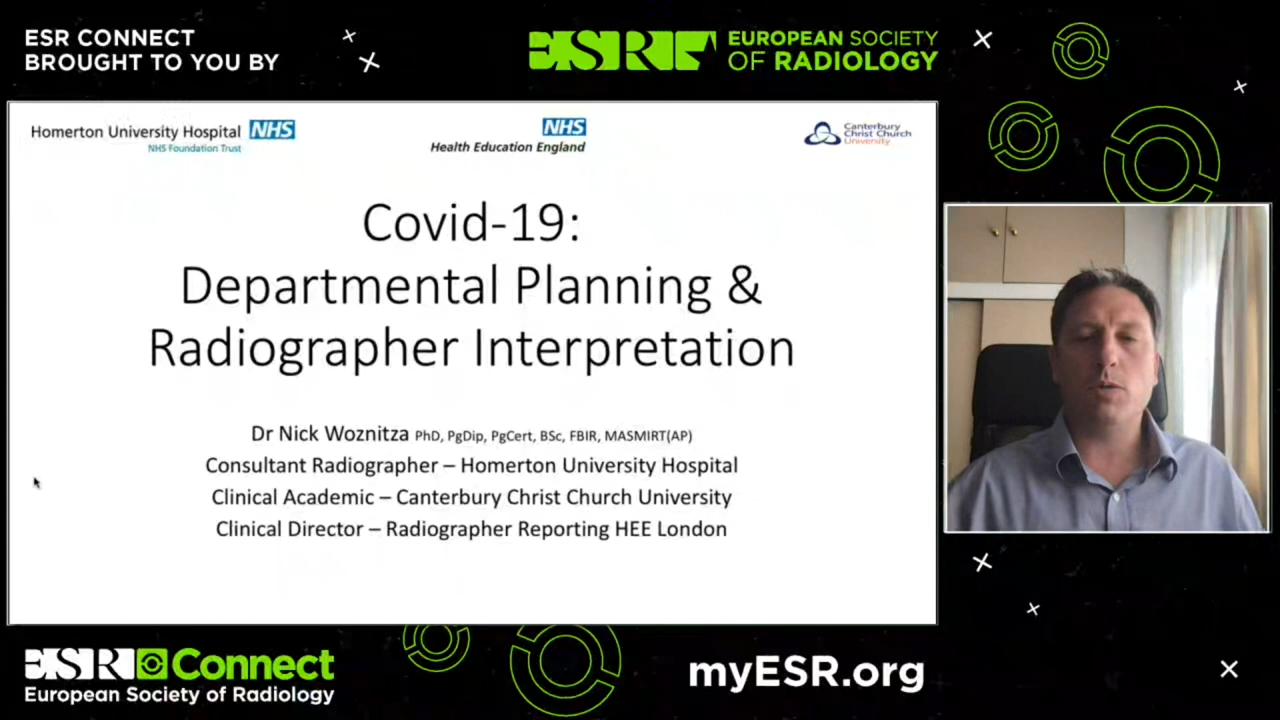 ESR CONNECT
BROUGHT TO YOU BY
ESR EUROPEAN SOCIETY
OF RADIOLOGY
Homerton University Hospital NHS
NHS Foundation Trust
NHS
Health Education England
Canterbury
Christ Church
University
Covid-19:
Departmental Planning &
Radiographer Interpretation
Dr Nick Woznitza PhD, PgDip, PgCert, BSc, FBIR, MASMIRT(AP)
Consultant Radiographer – Homerton University Hospital
Clinical Academic – Canterbury Christ Church University
Clinical Director – Radiographer Reporting HEE London
ESR Connect
European Society of Radiology
myESR.org